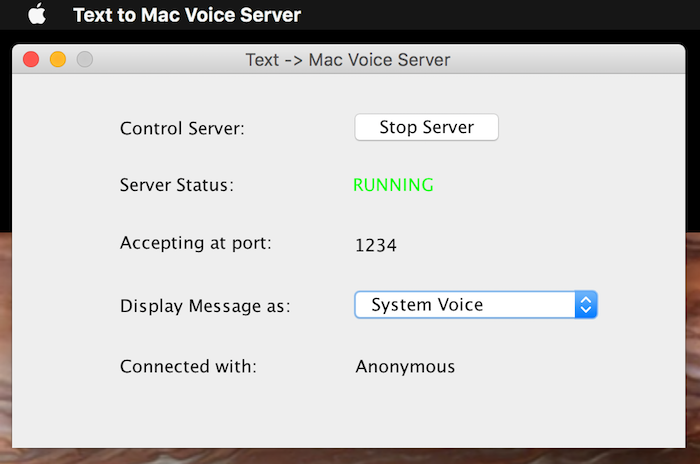 Text to Mac Voice Server
Text -> Mac Voice Server
Control Server: Stop Server
Server Status: RUNNING
Accepting at port: 1234
Display Message as: System Voice
Connected with: Anonymous